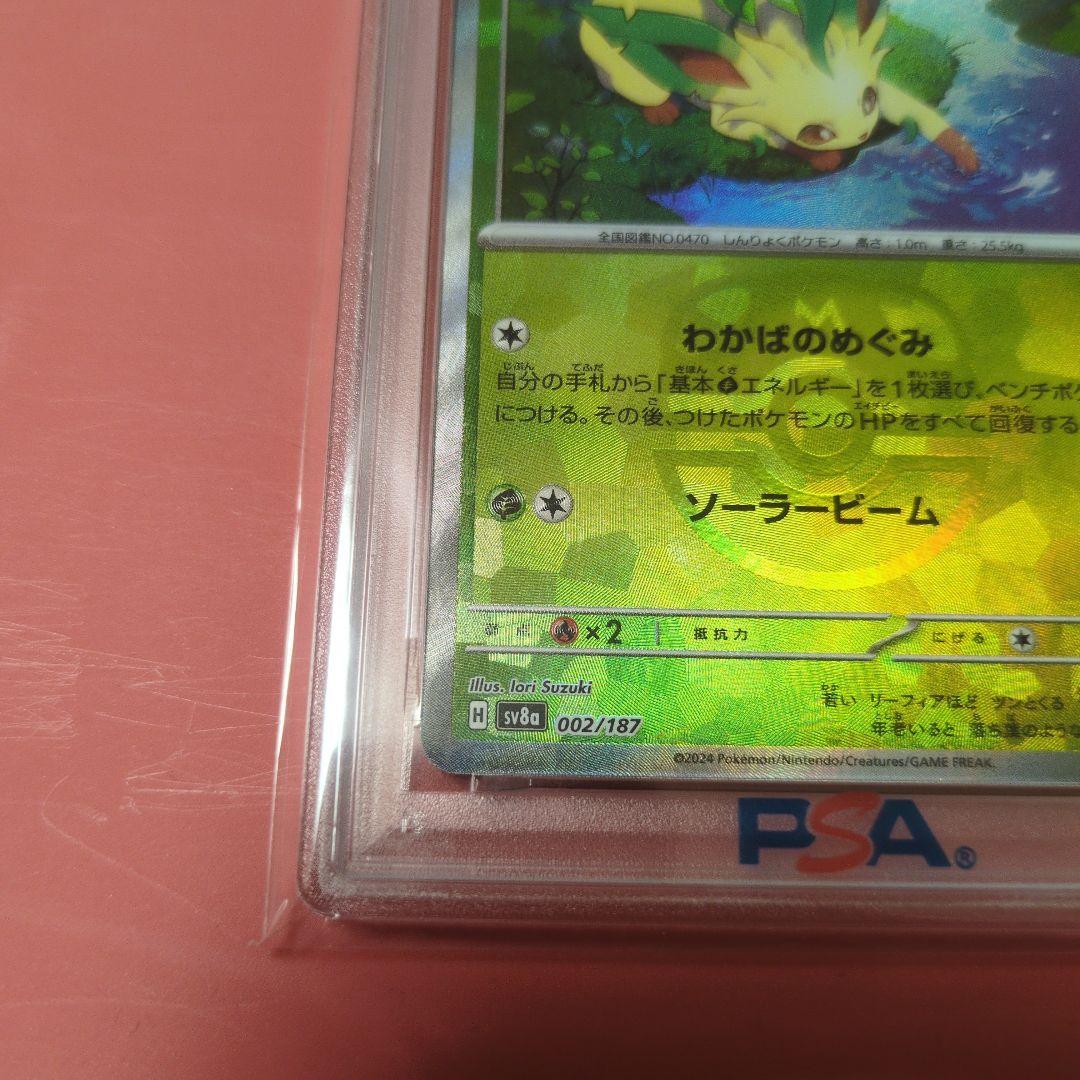 全国図鑑NO.0470 しんりょくポケモン 高さ:1.0m 重さ:25.5kg
M
わかばのめぐみ
自分の手札から「基本エネルギー」を1枚選び、ベンチポケ
につける。その後、つけたポケモンのHPをすべて回復する
ソーラービーム
弱点 ×2 抵抗力 にげる
Illus. Iori Suzuki
H sv8a 002/187
若い リーフィアほど ツンとくる
年老いると 落ち葉のような
©2024 Pokémon/Nintendo/Creatures/GAME FREAK.
PSA®